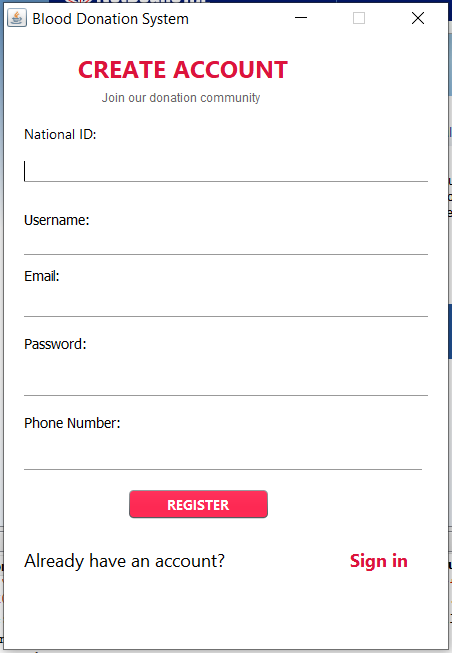 Blood Donation System
CREATE ACCOUNT
Join our donation community
National ID:
Username:
Email:
Password:
Phone Number:
REGISTER
Already have an account? Sign in